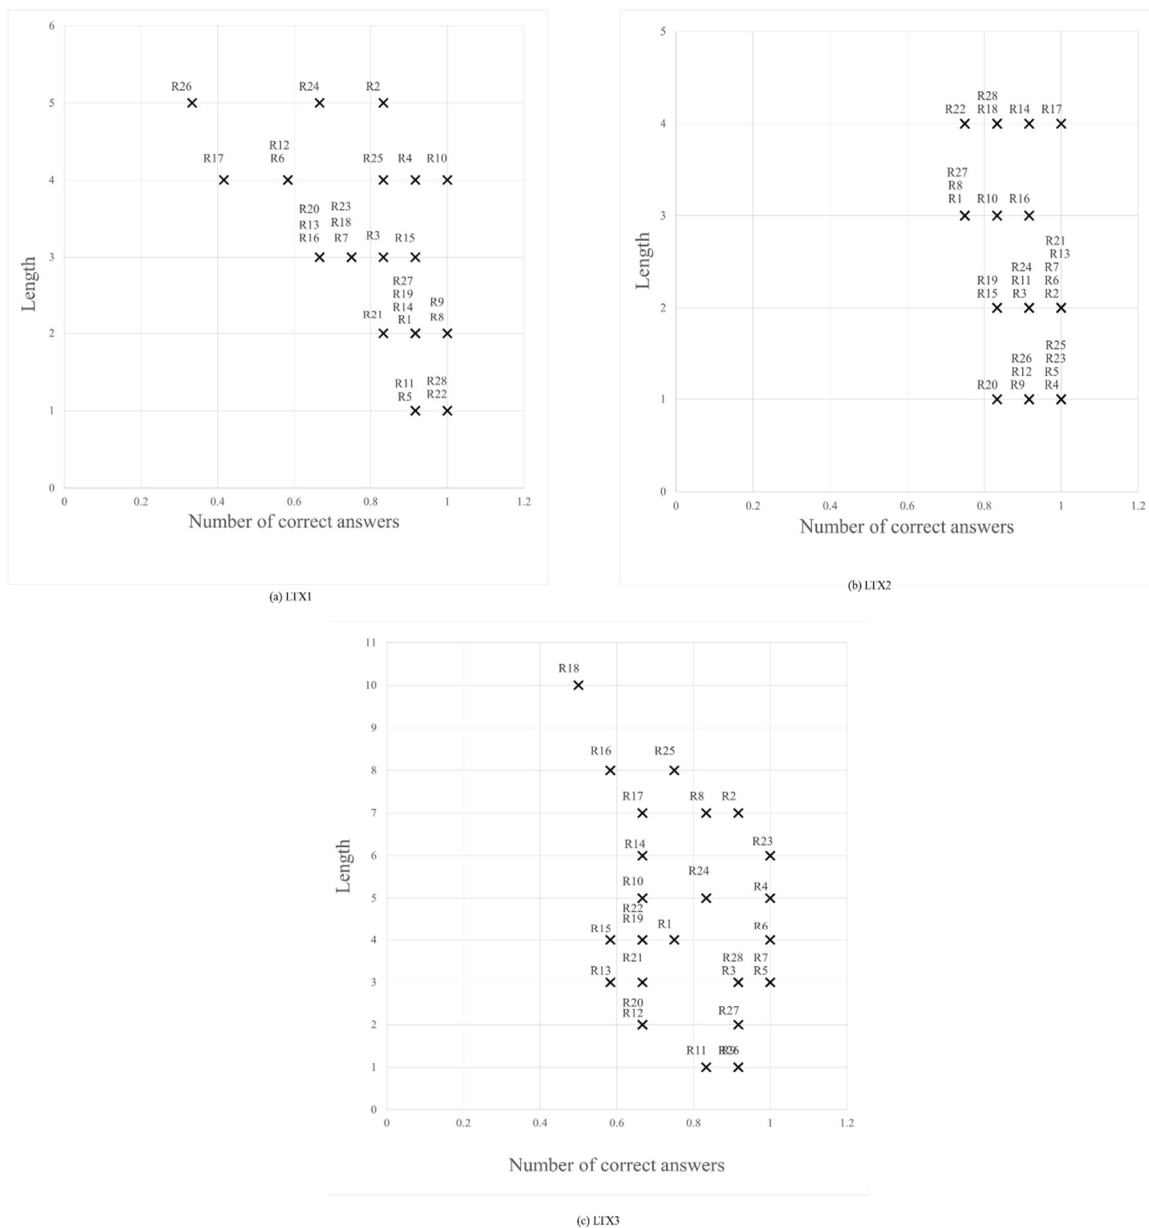 6
R26
R24
R2
5
R12
R17
R6
R25
R4
R10
4
R20
R23
R13
R18
R16
R7
R3
R15
3
R27
R19
R9
R14
R21
R1
R8
2
R11
R28
R5
R22
1
0
0
0.2
0.4
0.6
0.8
1
1.2
Length
Number of correct answers
(a) LTX1
5
R28
R22
R18
R14
R17
4
R27
R8
R1
R10
R16
3
R21
R13
R24
R7
R19
R11
R6
R15
R3
R2
2
R25
R26
R23
R12
R5
R20
R9
R4
1
0
0
0.2
0.4
0.6
0.8
1
1.2
Length
Number of correct answers
(b) LTX2
11
R18
10
9
R16
R25
8
R17
R8
R2
7
R14
R23
6
R10
R24
R4
5
R22
R19
R15
R1
R6
4
R21
R28
R7
R13
R3
R5
3
R20
R12
R27
2
R11
1
0
0
0.2
0.4
0.6
0.8
1
1.2
Length
Number of correct answers
(c) LTX3